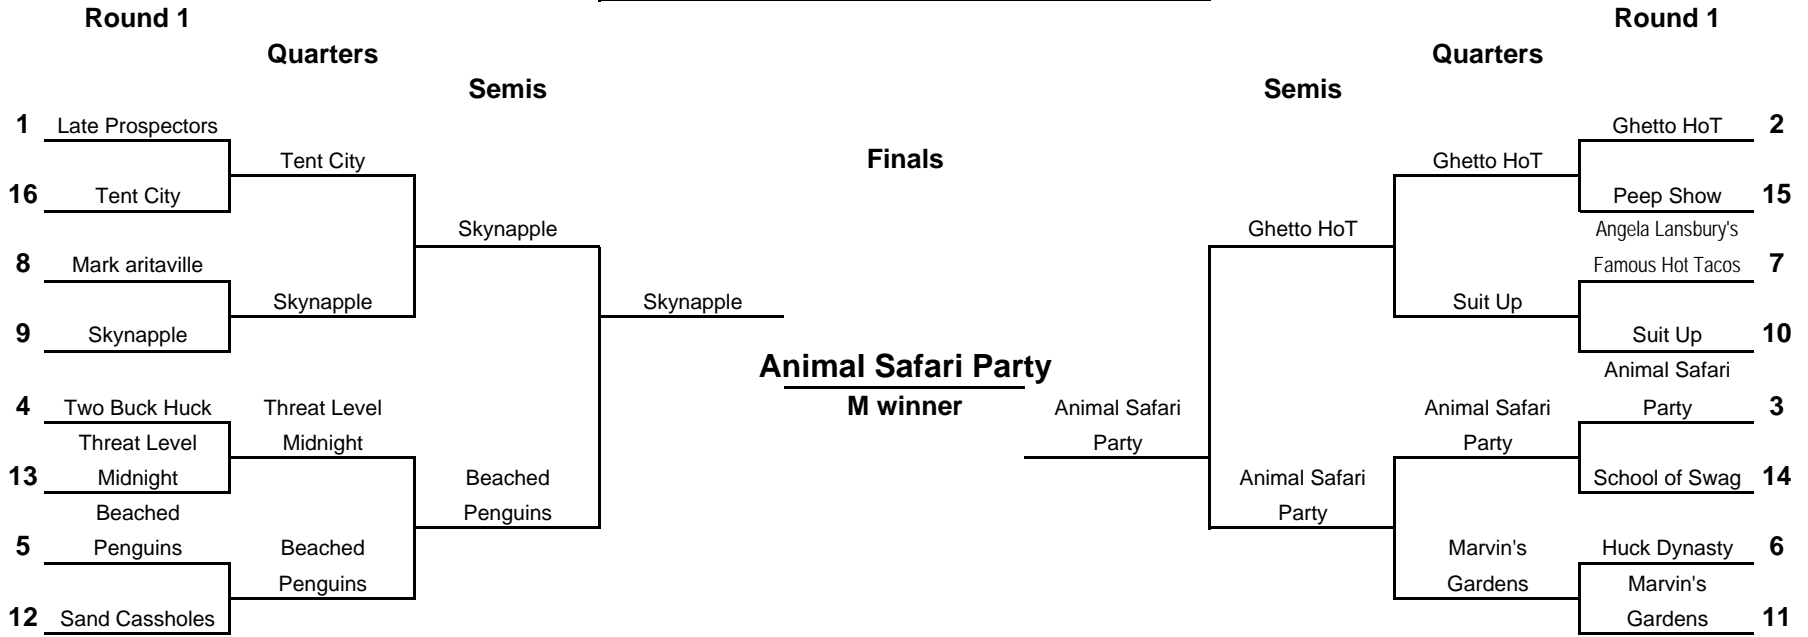 Round 1
Round 1
Quarters
Quarters
Semis
Semis
1 Late Prospectors
Ghetto HoT 2
Tent City
Finals
Ghetto HoT
16 Tent City
Peep Show 15
Skynapple
Ghetto HoT
Angela Lansbury's
8 Mark aritaville
Famous Hot Tacos 7
Skynapple
Skynapple
Suit Up
9 Skynapple
Suit Up 10
Animal Safari Party
Animal Safari
4 Two Buck Huck
Threat Level
M winner
Animal Safari
Animal Safari
Party 3
Threat Level
Midnight
Party
Party
13 Midnight
Beached
Animal Safari
School of Swag 14
Beached
Penguins
Party
5 Penguins
Beached
Marvin's
Huck Dynasty 6
Penguins
Gardens
Marvin's
12 Sand Cassholes
Gardens 11